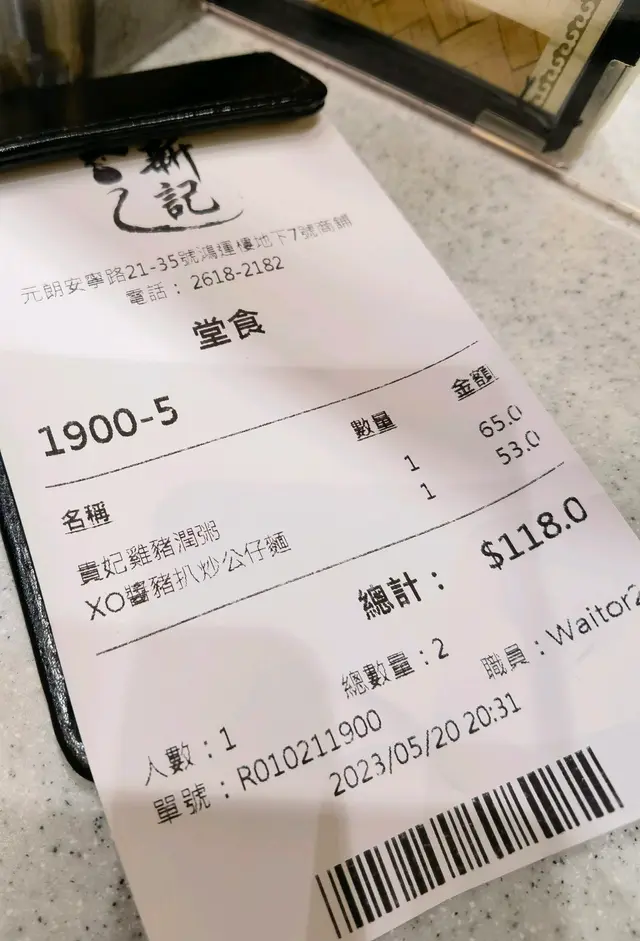 新記
元朗安寧路21-35號鴻運樓地下7號商鋪
電話：2618-2182
堂食
1900-5
名稱 數量 金額
貴妃雞豬潤粥 1 65.0
XO醬豬扒炒公仔麵 1 53.0
總計： $118.0
總數量：2
人數：1 職員：Waitor2
單號：R010211900
2023/05/20 20:31